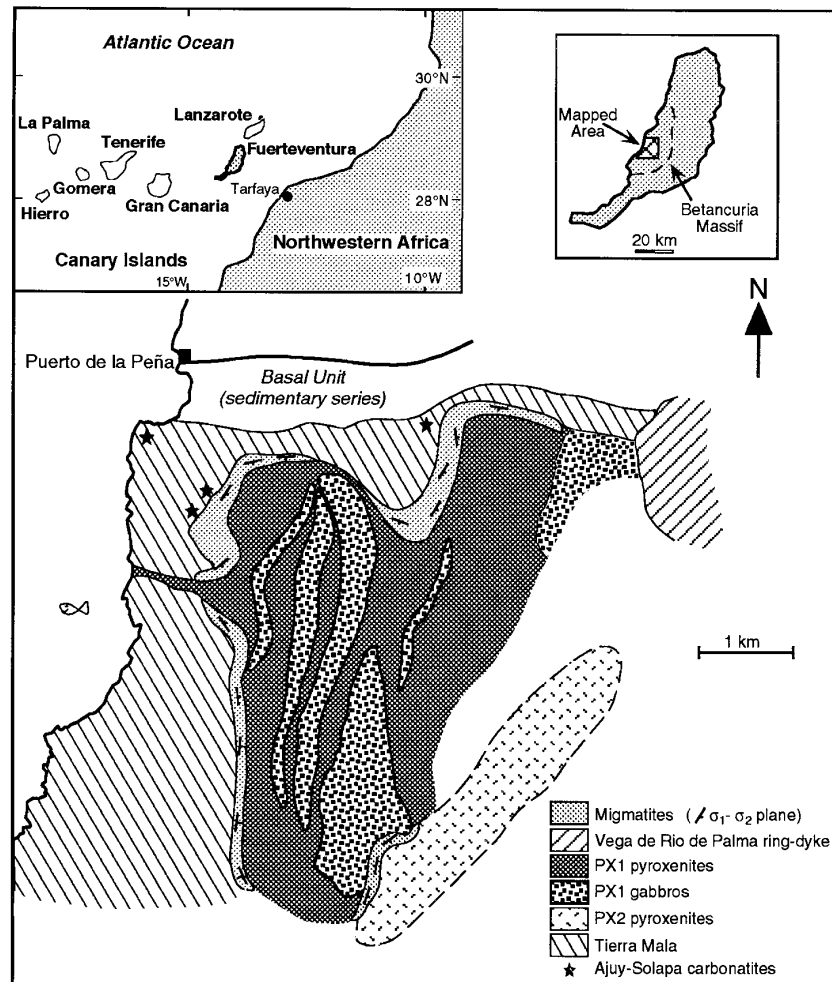 Atlantic Ocean
30°N
La Palma
Lanzarote
Tenerife
Fuerteventura
Gomera
Tarfaya
28°N
Hierro
Gran Canaria
Northwestern Africa
Canary Islands
15°W
10°W
Mapped
Area
Betancuria
Massif
20 km
N
Puerto de la Peña
Basal Unit
(sedimentary series)
1 km
Migmatites ( σ1- σ2 plane)
Vega de Rio de Palma ring-dyke
PX1 pyroxenites
PX1 gabbros
PX2 pyroxenites
Tierra Mala
Ajuy-Solapa carbonatites